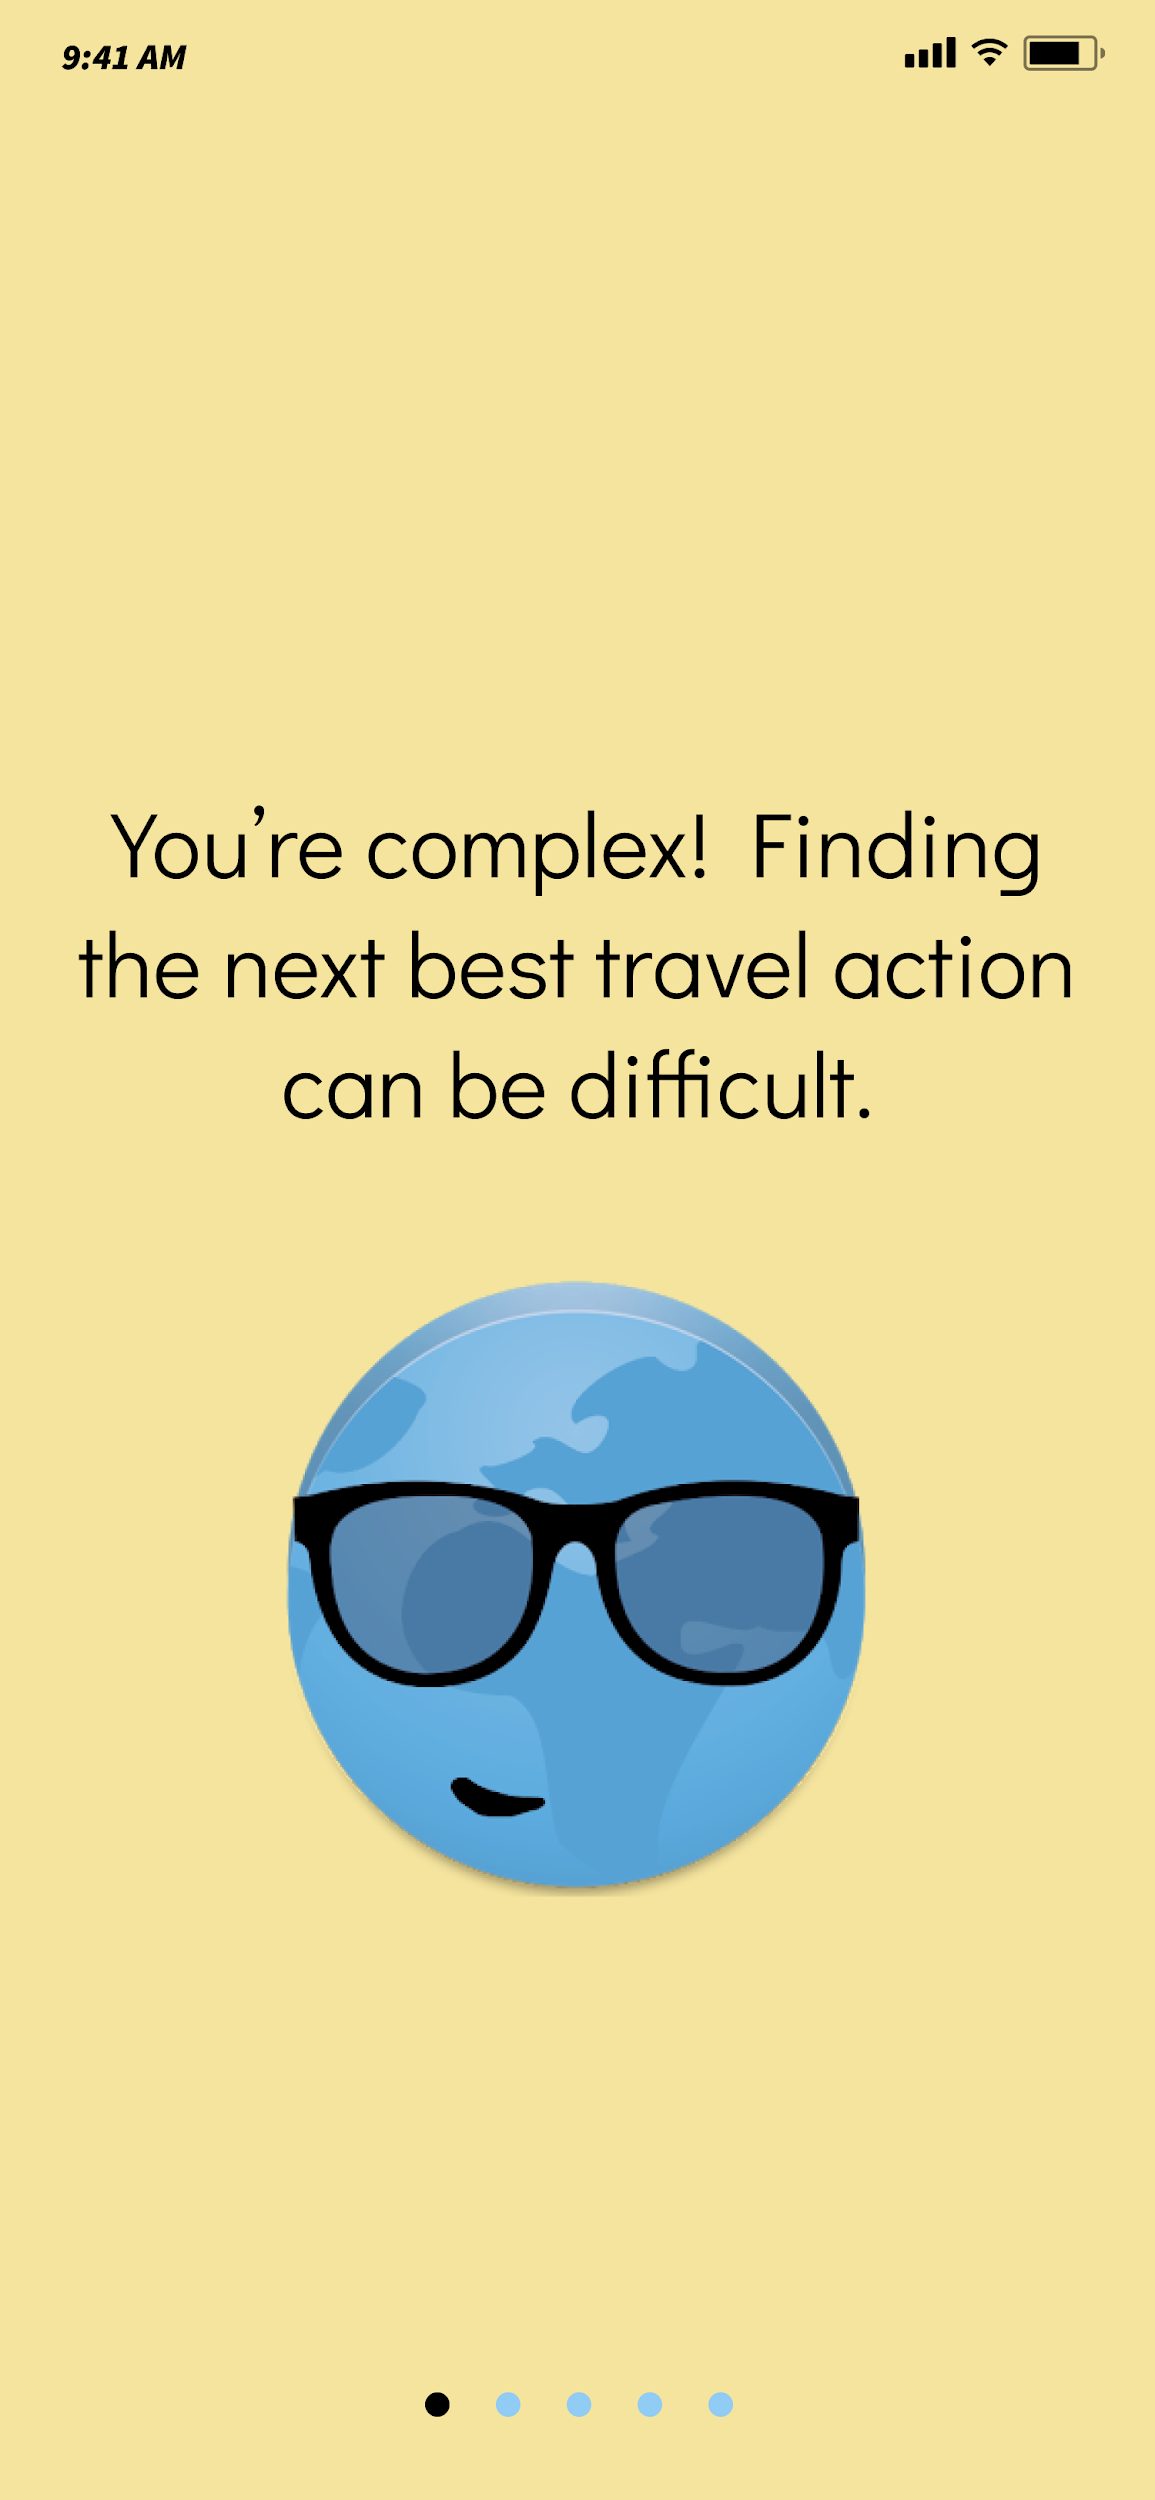 9:41 AM
You’re complex!  Finding
the next best travel action
can be difficult.